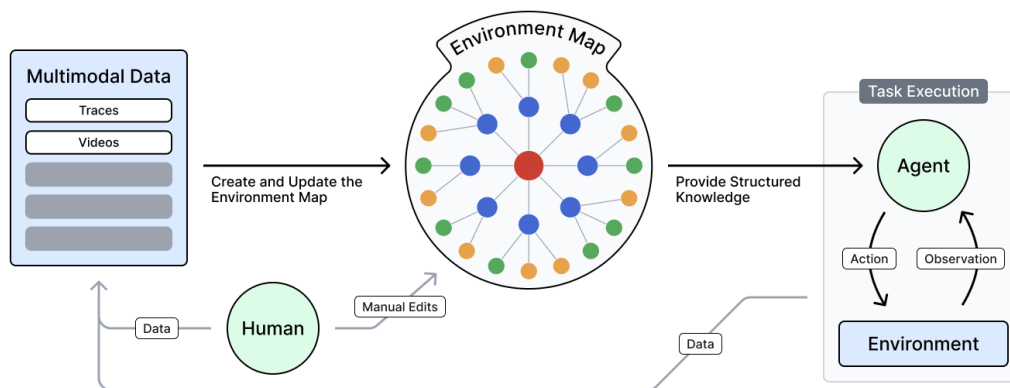 Environment Map
Multimodal Data
Traces
Videos
Create and Update the
Environment Map
Provide Structured
Knowledge
Task Execution
Agent
Action
Observation
Environment
Manual Edits
Human
Data
Data